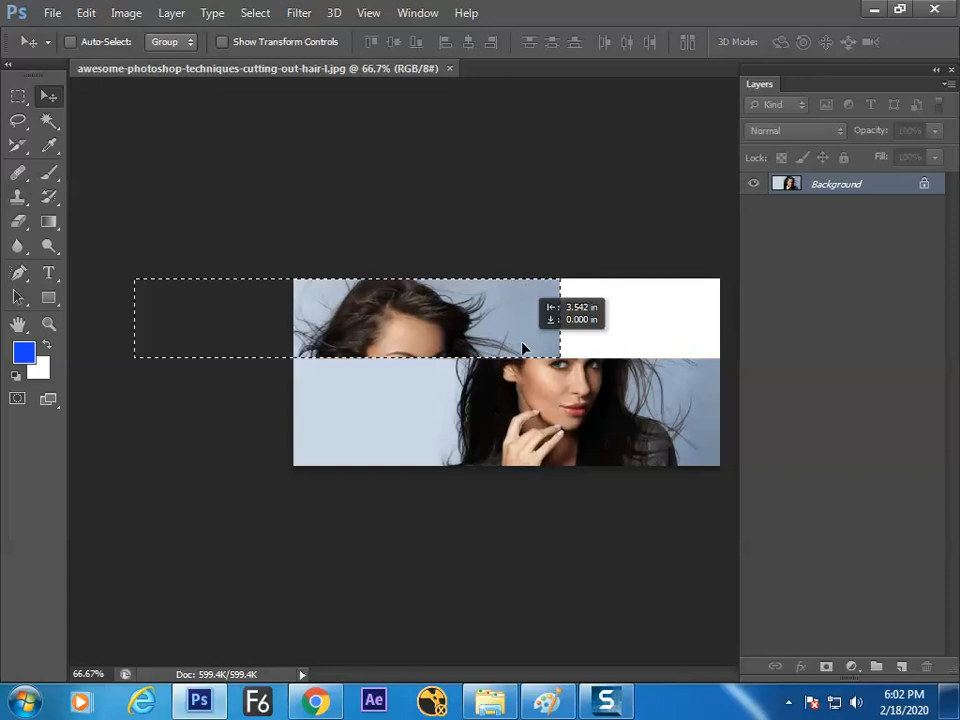 Ps File Edit Image Layer Type Select Filter 3D View Window Help
Auto-Select: Group Show Transform Controls 3D Mode:
awesome-photoshop-techniques-cutting-out-hair-l.jpg @ 66.7% (RGB/8#) ×
Layers
Kind
Normal Opacity: 100%
Lock: Fill: 100%
Background
3.542 in
0.000 in
66.67% Doc: 599.4K/599.4K
Ps F6 Ae S
6:02 PM
2/18/2020